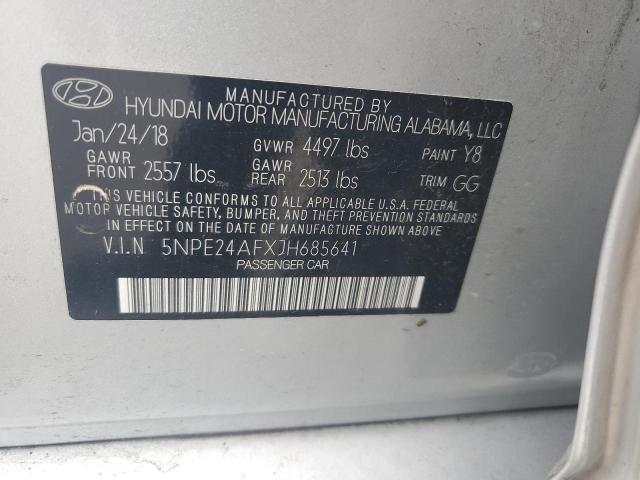 MANUFACTURED BY
HYUNDAI MOTOR MANUFACTURING ALABAMA, LLC
Jan/24/18 GVWR 4497 lbs PAINT Y8
GAWR FRONT 2557 lbs GAWR REAR 2513 lbs TRIM GG
THIS VEHICLE CONFORMS TO ALL APPLICABLE U.S.A. FEDERAL
MOTOR VEHICLE SAFETY, BUMPER, AND THEFT PREVENTION STANDARDS
IN EFFECT ON THE DATE OF MANUFACTURE SHOWN ABOVE.
V.I.N 5NPE24AFXJH685641
PASSENGER CAR